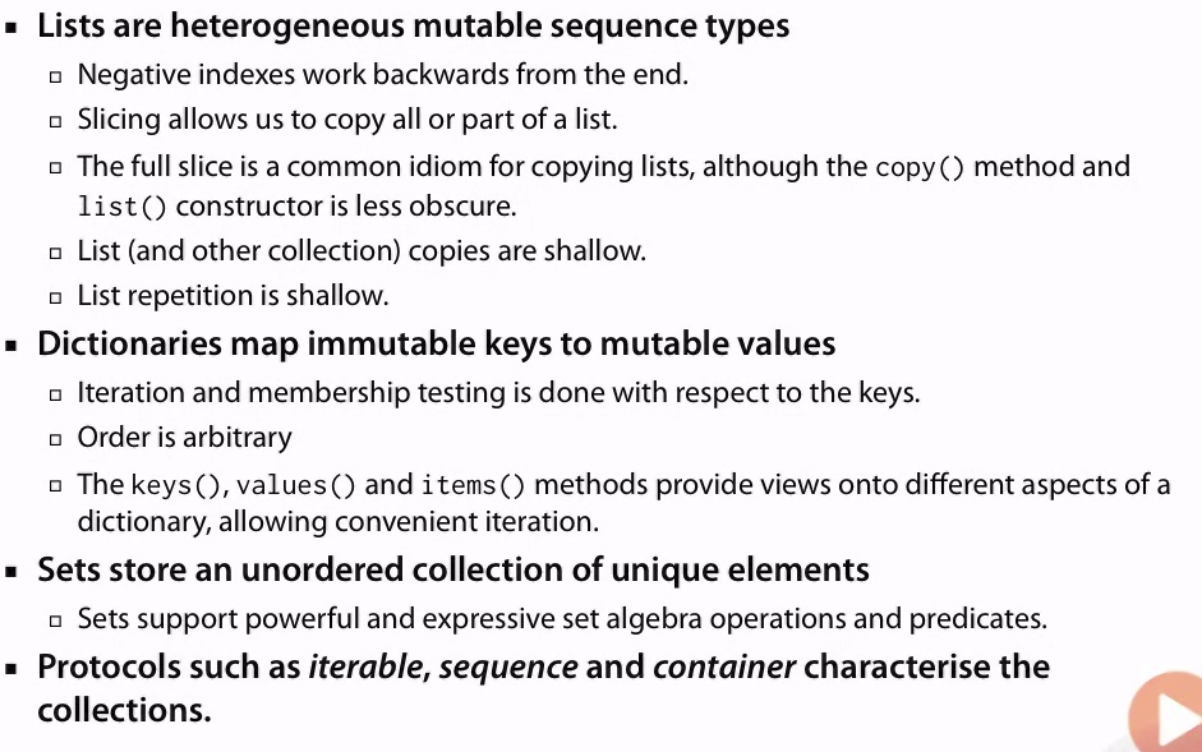 ▪ Lists are heterogeneous mutable sequence types
▫ Negative indexes work backwards from the end.
▫ Slicing allows us to copy all or part of a list.
▫ The full slice is a common idiom for copying lists, although the copy() method and
list() constructor is less obscure.
▫ List (and other collection) copies are shallow.
▫ List repetition is shallow.
▪ Dictionaries map immutable keys to mutable values
▫ Iteration and membership testing is done with respect to the keys.
▫ Order is arbitrary
▫ The keys(), values() and items() methods provide views onto different aspects of a
dictionary, allowing convenient iteration.
▪ Sets store an unordered collection of unique elements
▫ Sets support powerful and expressive set algebra operations and predicates.
▪ Protocols such as iterable, sequence and container characterise the
collections.